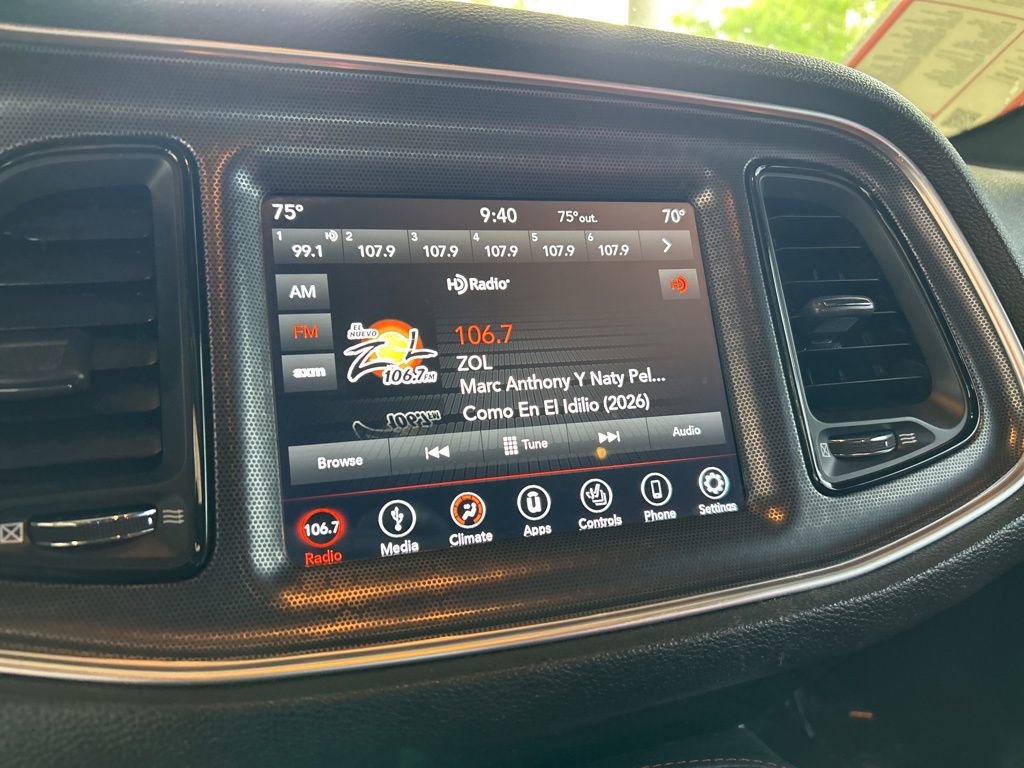 75° 9:40 75° out. 70°
1 99.1 HD 2 107.9 3 107.9 4 107.9 5 107.9 6 107.9
AM HD Radio HD
FM
sxm
EL NUEVO ZOL 106.7 FM
106.7
ZOL
Marc Anthony Y Naty Pel...
Como En El Idilio (2026)
Browse Tune Audio
106.7
Radio Media Climate Apps Controls Phone Settings